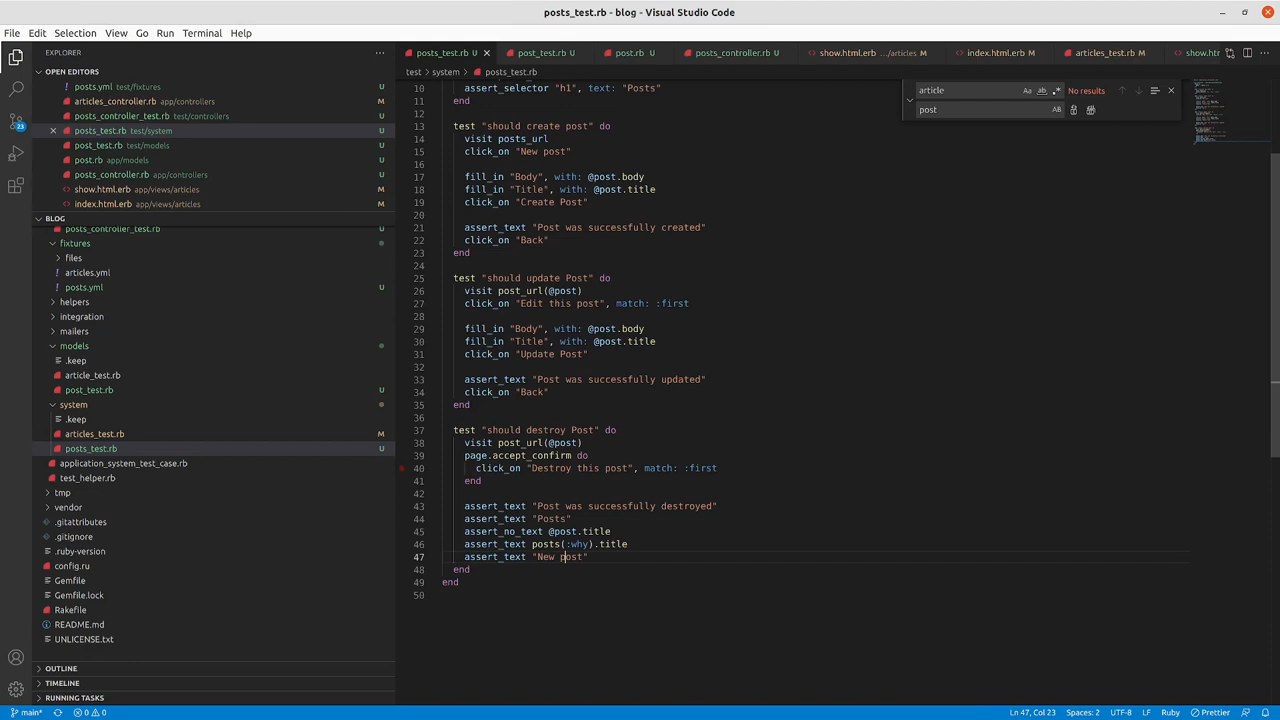 posts_test.rb - blog - Visual Studio Code
File Edit Selection View Go Run Terminal Help
EXPLORER
OPEN EDITORS
posts.yml test/fixtures U
articles_controller.rb app/controllers M
posts_controller_test.rb test/controllers U
posts_test.rb test/system U
post_test.rb test/models U
post.rb app/models U
posts_controller.rb app/controllers U
show.html.erb app/views/articles M
index.html.erb app/views/articles M
BLOG
posts_controller_test.rb U
fixtures
files
articles.yml
posts.yml U
helpers
integration
mailers
models
.keep
article_test.rb
post_test.rb U
system
.keep
articles_test.rb M
posts_test.rb U
application_system_test_case.rb
test_helper.rb
tmp
vendor
.gitattributes
.gitignore
.ruby-version
config.ru
Gemfile
Gemfile.lock
Rakefile
README.md
UNLICENSE.txt
OUTLINE
TIMELINE
RUNNING TASKS
posts_test.rb U post_test.rb U post.rb U posts_controller.rb U show.html.erb .../articles M index.html.erb M articles_test.rb M show.ht
test system posts_test.rb
article Aa ab No results
post AB
10 assert_selector "h1", text: "Posts"
11 end
12
13 test "should create post" do
14 visit posts_url
15 click_on "New post"
16
17 fill_in "Body", with: @post.body
18 fill_in "Title", with: @post.title
19 click_on "Create Post"
20
21 assert_text "Post was successfully created"
22 click_on "Back"
23 end
24
25 test "should update Post" do
26 visit post_url(@post)
27 click_on "Edit this post", match: :first
28
29 fill_in "Body", with: @post.body
30 fill_in "Title", with: @post.title
31 click_on "Update Post"
32
33 assert_text "Post was successfully updated"
34 click_on "Back"
35 end
36
37 test "should destroy Post" do
38 visit post_url(@post)
39 page.accept_confirm do
40 click_on "Destroy this post", match: :first
41 end
42
43 assert_text "Post was successfully destroyed"
44 assert_text "Posts"
45 assert_no_text @post.title
46 assert_text posts(:why).title
47 assert_text "New post"
48 end
49 end
50
23
main* 0 0 Ln 47, Col 23 Spaces: 2 UTF-8 LF Ruby Prettier